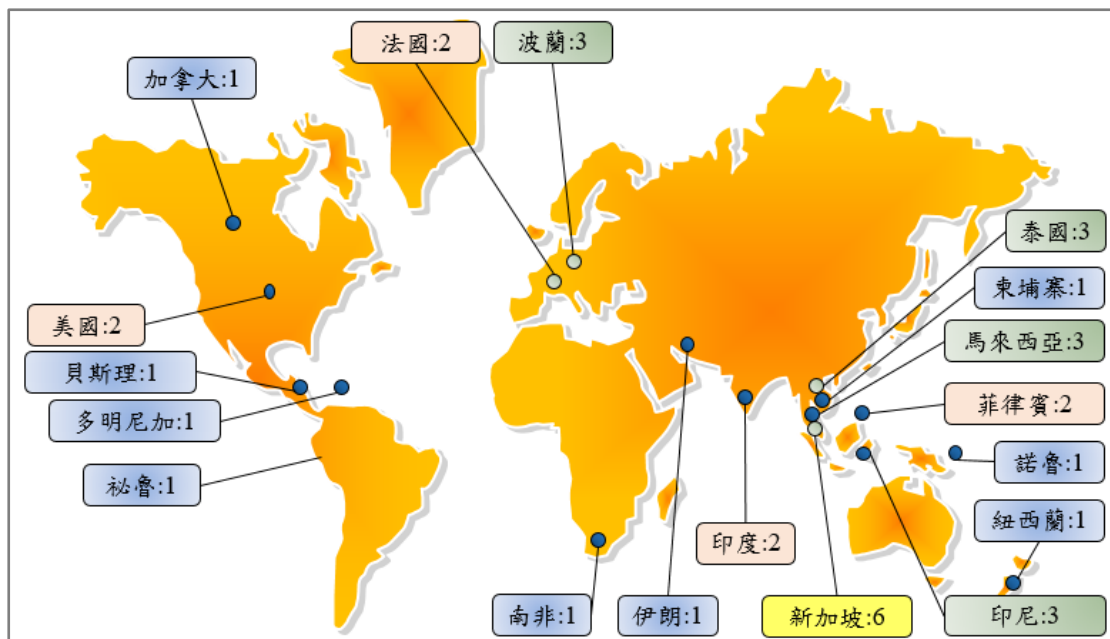 法國:2
波蘭:3
加拿大:1
泰國:3
柬埔寨:1
美國:2
馬來西亞:3
貝斯理:1
菲律賓:2
多明尼加:1
諾魯:1
祕魯:1
紐西蘭:1
印度:2
南非:1
伊朗:1
新加坡:6
印尼:3